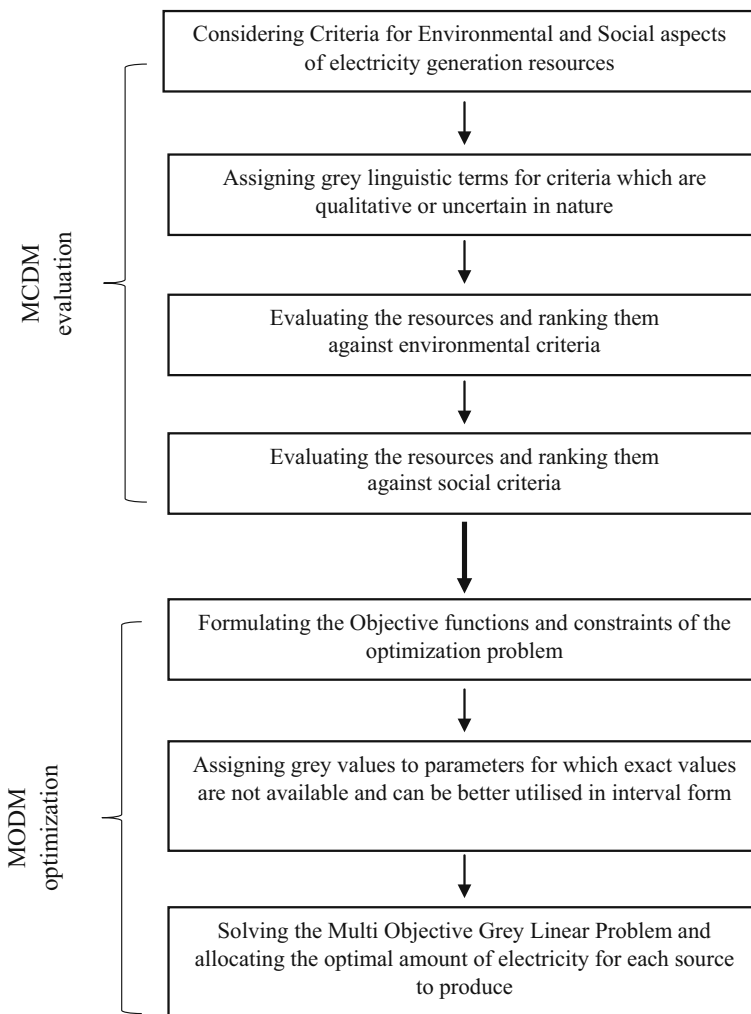 Considering Criteria for Environmental and Social aspects
of electricity generation resources
Assigning grey linguistic terms for criteria which are
qualitative or uncertain in nature
MCDM
evaluation
Evaluating the resources and ranking them
against environmental criteria
Evaluating the resources and ranking them
against social criteria
Formulating the Objective functions and constraints of the
optimization problem
Assigning grey values to parameters for which exact values
are not available and can be better utilised in interval form
MODM
optimization
Solving the Multi Objective Grey Linear Problem and
allocating the optimal amount of electricity for each source
to produce